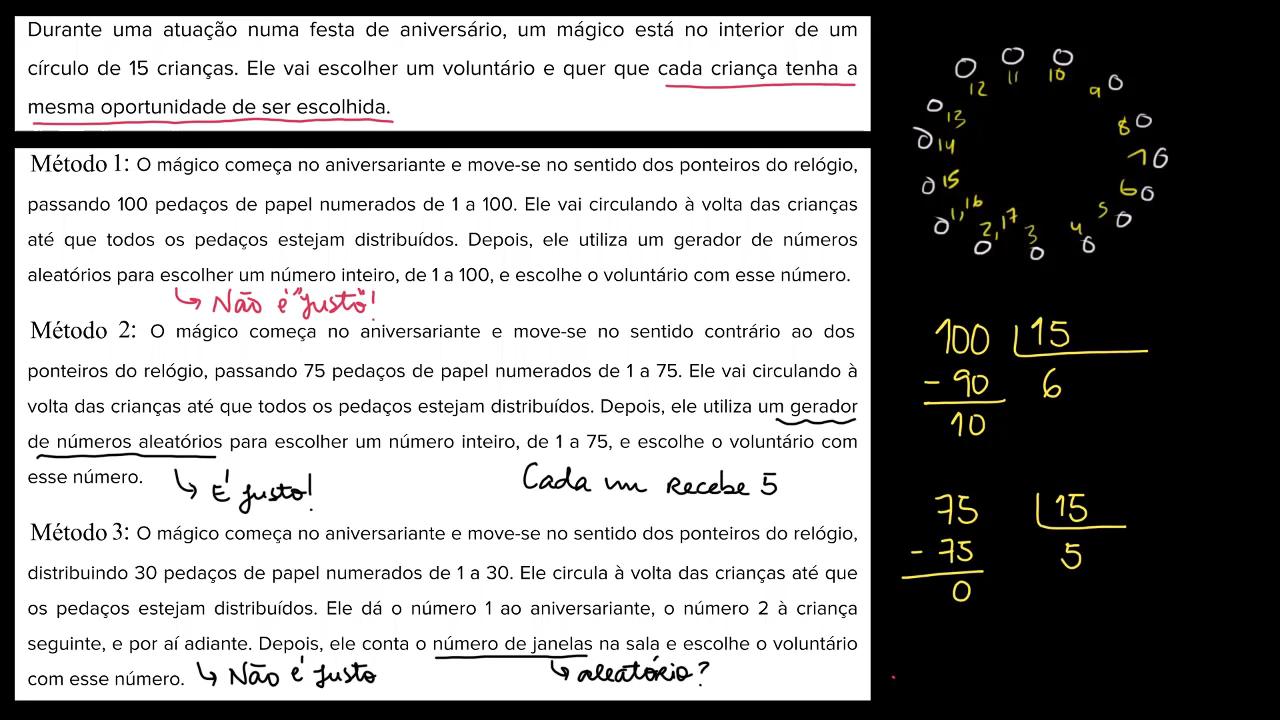 Durante uma atuação numa festa de aniversário, um mágico está no interior de um
círculo de 15 crianças. Ele vai escolher um voluntário e quer que cada criança tenha a
mesma oportunidade de ser escolhida.
Método 1: O mágico começa no aniversariante e move-se no sentido dos ponteiros do relógio,
passando 100 pedaços de papel numerados de 1 a 100. Ele vai circulando à volta das crianças
até que todos os pedaços estejam distribuídos. Depois, ele utiliza um gerador de números
aleatórios para escolher um número inteiro, de 1 a 100, e escolhe o voluntário com esse número.
↳ Não é "justo"!
Método 2: O mágico começa no aniversariante e move-se no sentido contrário ao dos
ponteiros do relógio, passando 75 pedaços de papel numerados de 1 a 75. Ele vai circulando à
volta das crianças até que todos os pedaços estejam distribuídos. Depois, ele utiliza um gerador
de números aleatórios para escolher um número inteiro, de 1 a 75, e escolhe o voluntário com
esse número.
↳ É justo!
Cada um recebe 5
Método 3: O mágico começa no aniversariante e move-se no sentido dos ponteiros do relógio,
distribuindo 30 pedaços de papel numerados de 1 a 30. Ele circula à volta das crianças até que
os pedaços estejam distribuídos. Ele dá o número 1 ao aniversariante, o número 2 à criança
seguinte, e por aí adiante. Depois, ele conta o número de janelas na sala e escolhe o voluntário
com esse número.
↳ Não é justo
↳ aleatório?
1, 16
2, 17
3
4
5
6
7
8
9
10
11
12
13
14
15
100 15
- 90 6
10
75 15
- 75 5
0